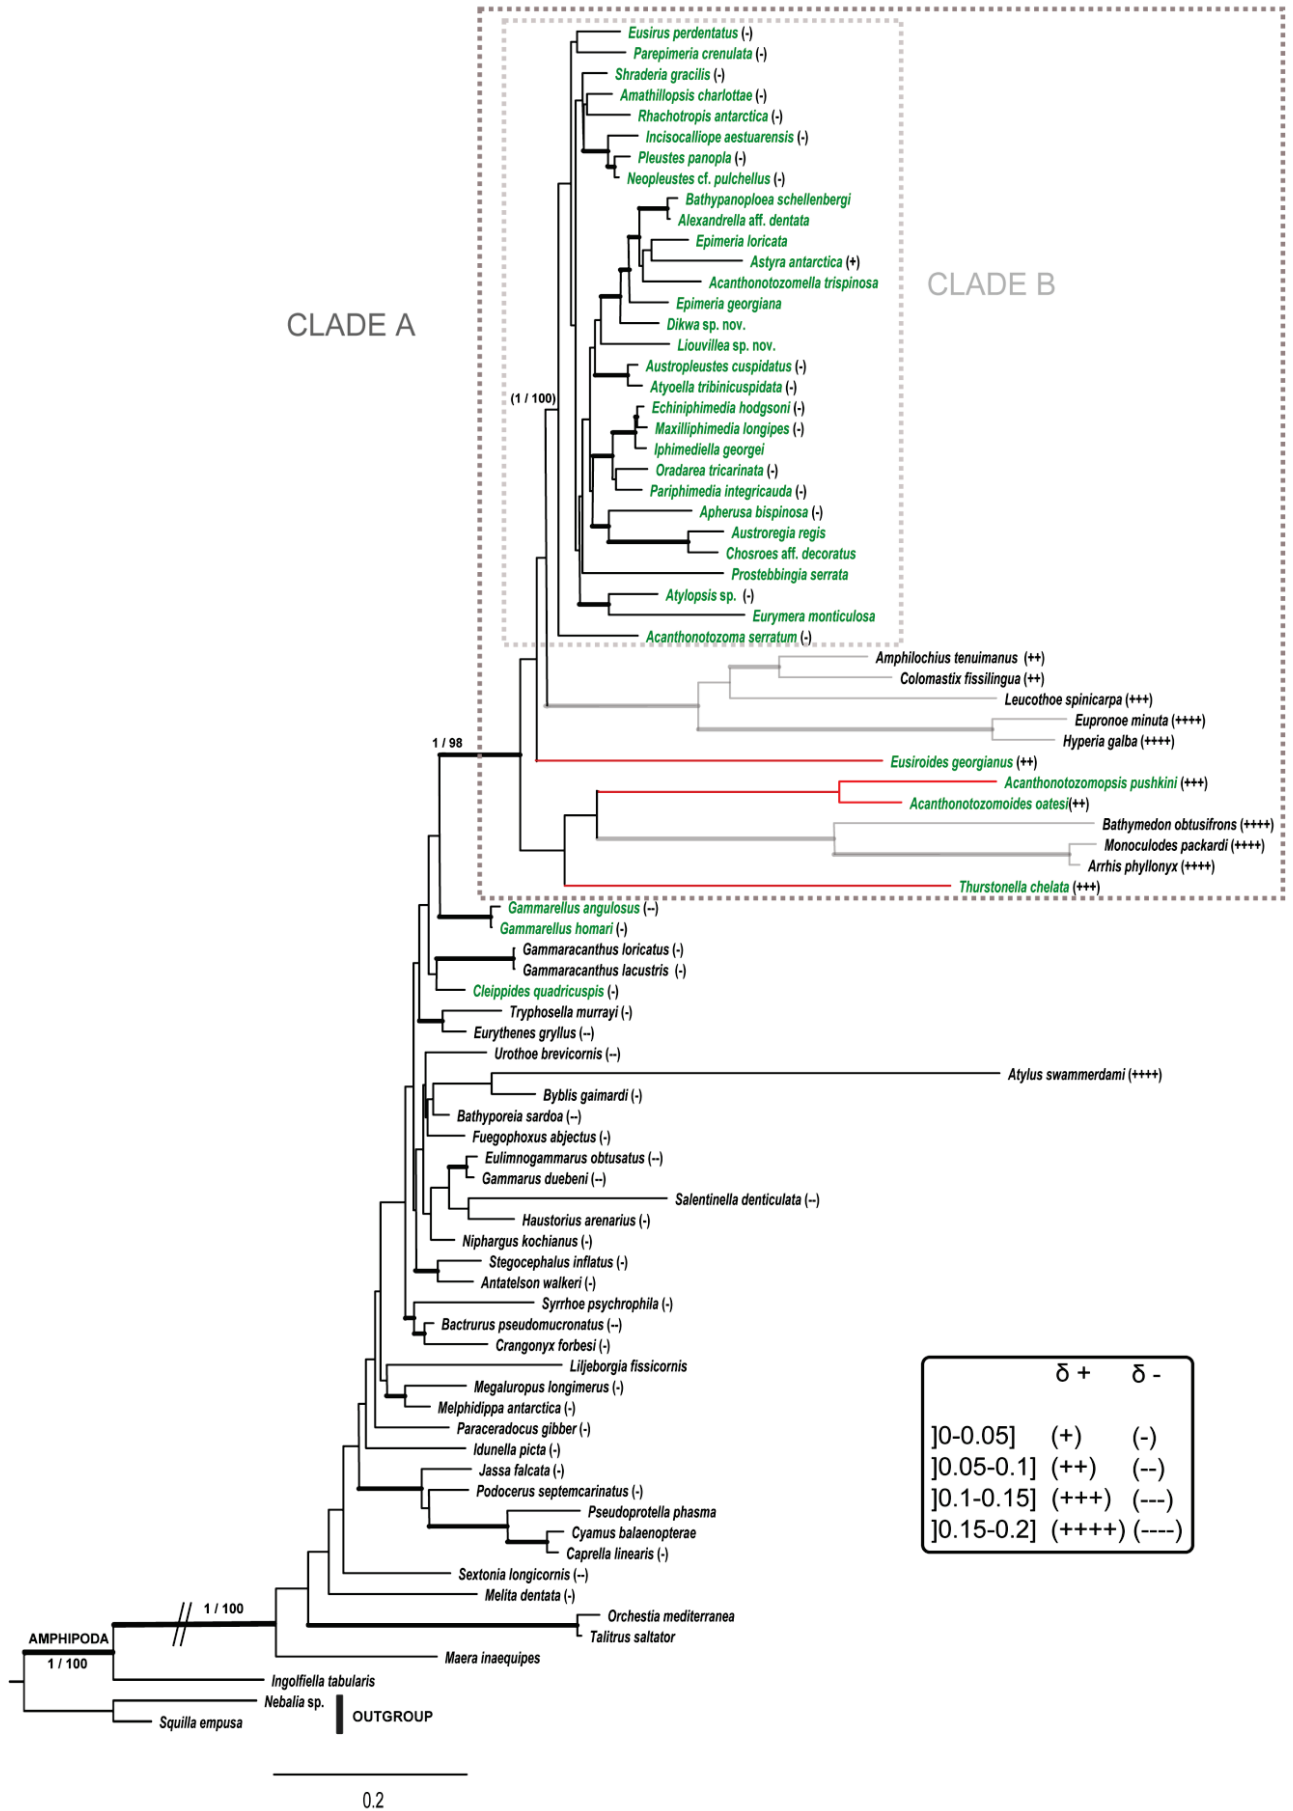 Eusirus perdentatus (-)
Parepimeria crenulata (-)
Shraderia gracilis (-)
Amathillopsis charlottae (-)
Rhachotropis antarctica (-)
Incisocalliope aestuarensis (-)
Pleustes panopla (-)
Neopleustes cf. pulchellus (-)
Bathypanoploea schellenbergi
Alexandrella aff. dentata
Epimeria loricata
Astyra antarctica (+)
Acanthonotozomella trispinosa
CLADE B
Epimeria georgiana
CLADE A
Dikwa sp. nov.
Liouvillea sp. nov.
Austropleustes cuspidatus (-)
Atyoella tribinicuspidata (-)
(1 / 100)
Echiniphimedia hodgsoni (-)
Maxilliphimedia longipes (-)
Iphimediella georgei
Oradarea tricarinata (-)
Pariphimedia integricauda (-)
Apherusa bispinosa (-)
Austroregia regis
Chosroes aff. decoratus
Prostebbingia serrata
Atylopsis sp. (-)
Eurymera monticulosa
Acanthonotozoma serratum (-)
Amphilochius tenuimanus (++)
Colomastix fissilingua (++)
Leucothoe spinicarpa (+++)
Eupronoe minuta (++++)
Hyperia galba (++++)
1 / 98
Eusiroides georgianus (++)
Acanthonotozomopsis pushkini (+++)
Acanthonotozomoides oatesi(++)
Bathymedon obtusifrons (++++)
Monoculodes packardi (++++)
Arrhis phyllonyx (++++)
Thurstonella chelata (+++)
Gammarellus angulosus (--)
Gammarellus homari (-)
Gammaracanthus loricatus (-)
Gammaracanthus lacustris (-)
Cleippides quadricuspis (-)
Tryphosella murrayi (-)
Eurythenes gryllus (--)
Urothoe brevicornis (--)
Atylus swammerdami (++++)
Byblis gaimardi (-)
Bathyporeia sardoa (--)
Fuegophoxus abjectus (-)
Eulimnogammarus obtusatus (--)
Gammarus duebeni (--)
Salentinella denticulata (--)
Haustorius arenarius (-)
Niphargus kochianus (-)
Stegocephalus inflatus (-)
Antatelson walkeri (-)
Syrrhoe psychrophila (-)
Bactrurus pseudomucronatus (--)
Crangonyx forbesi (-)
Liljeborgia fissicornis
Megaluropus longimerus (-)
Melphidippa antarctica (-)
Paraceradocus gibber (-)
Idunella picta (-)
Jassa falcata (-)
Podocerus septemcarinatus (-)
Pseudoprotella phasma
Cyamus balaenopterae
Caprella linearis (-)
Sextonia longicornis (--)
Melita dentata (-)
1 / 100
Orchestia mediterranea
Talitrus saltator
AMPHIPODA
1 / 100
Maera inaequipes
Ingolfiella tabularis
Nebalia sp.
OUTGROUP
Squilla empusa
0.2
δ + δ -
]0-0.05] (+) (-)
]0.05-0.1] (++) (--)
]0.1-0.15] (+++) (---)
]0.15-0.2] (++++) (----)